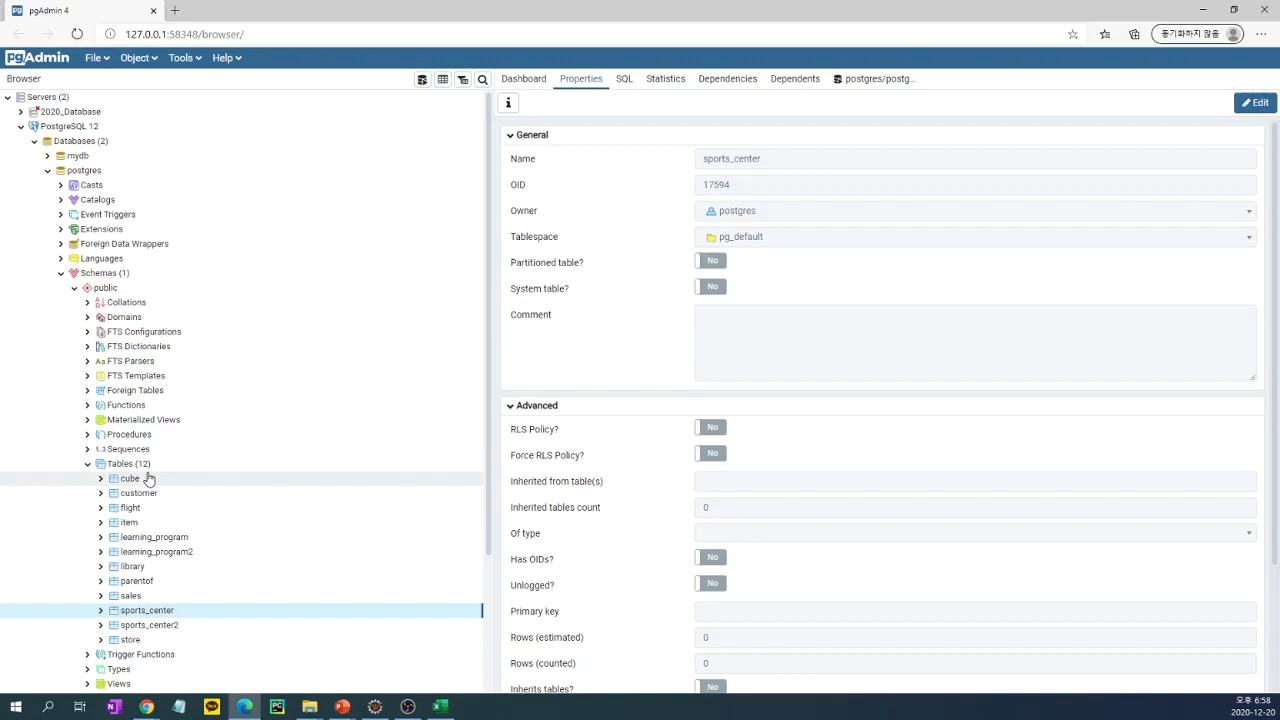 pgAdmin 4
127.0.0.1:58348/browser/
동기화하지 않음
pgAdmin File Object Tools Help
Browser
Dashboard Properties SQL Statistics Dependencies Dependents postgres/postg...
Servers (2)
2020_Database
PostgreSQL 12
Databases (2)
mydb
postgres
Casts
Catalogs
Event Triggers
Extensions
Foreign Data Wrappers
Languages
Schemas (1)
public
Collations
Domains
FTS Configurations
FTS Dictionaries
FTS Parsers
FTS Templates
Foreign Tables
Functions
Materialized Views
Procedures
Sequences
Tables (12)
cube
customer
flight
item
learning_program
learning_program2
library
parentof
sales
sports_center
sports_center2
store
Trigger Functions
Types
Views
Edit
General
Name sports_center
OID 17594
Owner postgres
Tablespace pg_default
Partitioned table? No
System table? No
Comment
Advanced
RLS Policy? No
Force RLS Policy? No
Inherited from table(s)
Inherited tables count 0
Of type
Has OIDs? No
Unlogged? No
Primary key
Rows (estimated) 0
Rows (counted) 0
Inherits tables? No
오후 6:58
2020-12-20